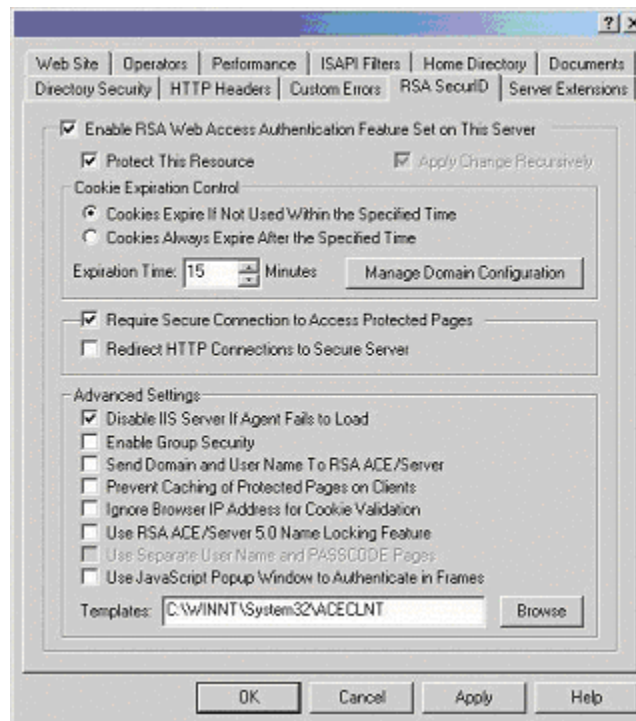 Web Site Operators Performance ISAPI Filters Home Directory Documents
Directory Security HTTP Headers Custom Errors RSA SecurID Server Extensions
Enable RSA Web Access Authentication Feature Set on This Server
Protect This Resource Apply Change Recursively
Cookie Expiration Control
Cookies Expire If Not Used Within the Specified Time
Cookies Always Expire After the Specified Time
Expiration Time: 15 Minutes Manage Domain Configuration
Require Secure Connection to Access Protected Pages
Redirect HTTP Connections to Secure Server
Advanced Settings
Disable IIS Server If Agent Fails to Load
Enable Group Security
Send Domain and User Name To RSA ACE/Server
Prevent Caching of Protected Pages on Clients
Ignore Browser IP Address for Cookie Validation
Use RSA ACE/Server 5.0 Name Locking Feature
Use Separate User Name and PASSCODE Pages
Use JavaScript Popup Window to Authenticate in Frames
Templates: C:\WINNT\System32\ACECLNT Browse
OK Cancel Apply Help